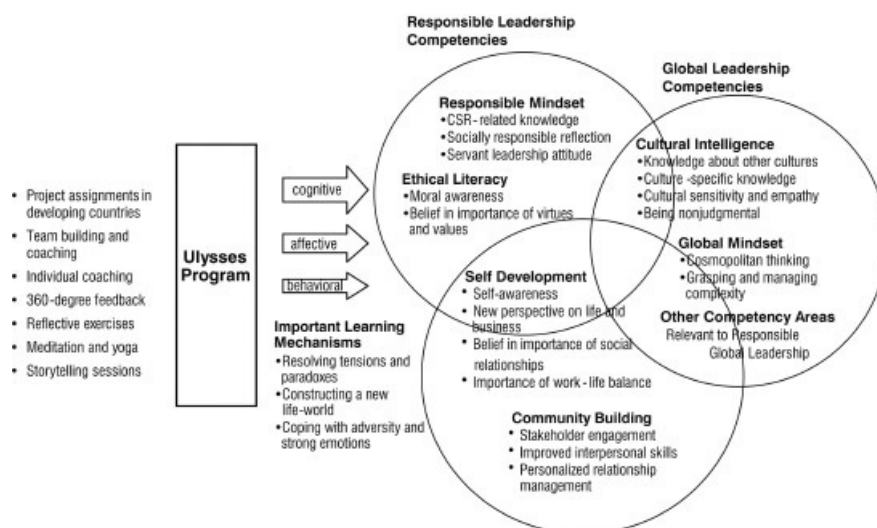 Responsible Leadership
Competencies
Global Leadership
Competencies
Responsible Mindset
•CSR-related knowledge
•Socially responsible reflection
•Servant leadership attitude
Cultural Intelligence
•Knowledge about other cultures
•Culture -specific knowledge
•Cultural sensitivity and empathy
•Being nonjudgmental
Ethical Literacy
•Moral awareness
•Belief in importance of virtues
and values
Global Mindset
•Cosmopolitan thinking
•Grasping and managing
complexity
Other Competency Areas
Relevant to Responsible
Global Leadership
• Project assignments in
developing countries
• Team building and
coaching
• Individual coaching
• 360-degree feedback
• Reflective exercises
• Meditation and yoga
• Storytelling sessions
Ulysses
Program
cognitive
affective
behavioral
Important Learning
Mechanisms
•Resolving tensions and
paradoxes
•Constructing a new
life-world
•Coping with adversity and
strong emotions
Self Development
• Self-awareness
• New perspective on life and
business
• Belief in importance of social
relationships
• Importance of work-life balance
Community Building
• Stakeholder engagement
• Improved interpersonal skills
• Personalized relationship
management